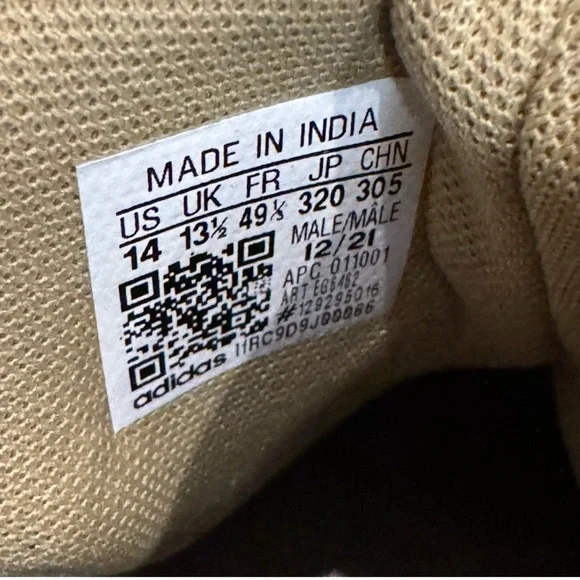 MADE IN INDIA
US UK FR JP CHN
14 13½ 49⅓ 320 305
MALE/MÂLE
12/21
APC 011001
ART EG6462
#129295016
11RC9D9J00066
adidas